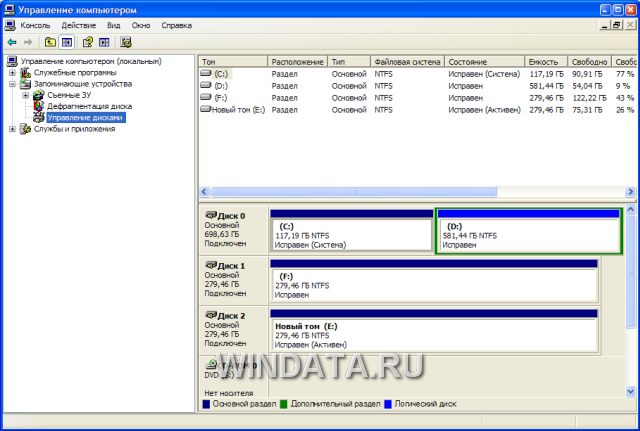 Управление компьютером
Консоль Действие Вид Окно Справка
Управление компьютером (локальным)
Служебные программы
Запоминающие устройства
Съемные ЗУ
Дефрагментация диска
Управление дисками
Службы и приложения
Том Расположение Тип Файловая система Состояние Емкость Свободно Своб
(C:) Раздел Основной NTFS Исправен (Система) 117,19 ГБ 90,91 ГБ 77 %
(D:) Раздел Основной NTFS Исправен 581,44 ГБ 54,04 ГБ 9 %
(F:) Раздел Основной NTFS Исправен 279,46 ГБ 122,22 ГБ 43 %
Новый том (E:) Раздел Основной NTFS Исправен (Активен) 279,46 ГБ 75,31 ГБ 26 %
Диск 0
Основной
698,63 ГБ
Подключен
(C:)
117,19 ГБ NTFS
Исправен (Система)
(D:)
581,44 ГБ NTFS
Исправен
Диск 1
Основной
279,46 ГБ
Подключен
(F:)
279,46 ГБ NTFS
Исправен
Диск 2
Основной
279,46 ГБ
Подключен
Новый том (E:)
279,46 ГБ NTFS
Исправен (Активен)
WINDATA.RU
Нет носителя
Основной раздел Дополнительный раздел Логический диск